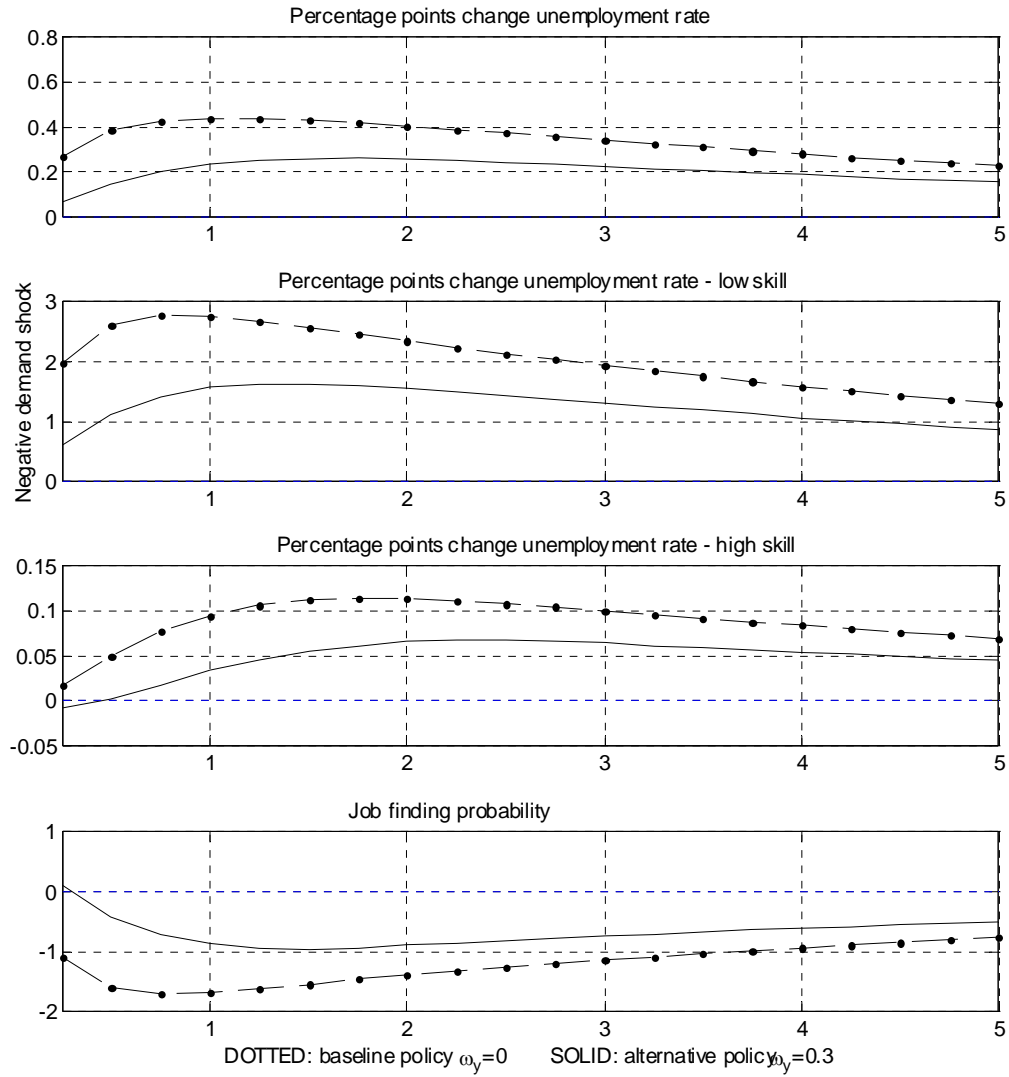 Percentage points change unemployment rate
0.8
0.6
0.4
0.2
0
1 2 3 4 5
Negative demand shock
Percentage points change unemployment rate - low skill
3
2
1
0
1 2 3 4 5
Percentage points change unemployment rate - high skill
0.15
0.1
0.05
0
-0.05
1 2 3 4 5
Job finding probability
1
0
-1
-2
1 2 3 4 5
DOTTED: baseline policy ωy=0 SOLID: alternative policyωy=0.3